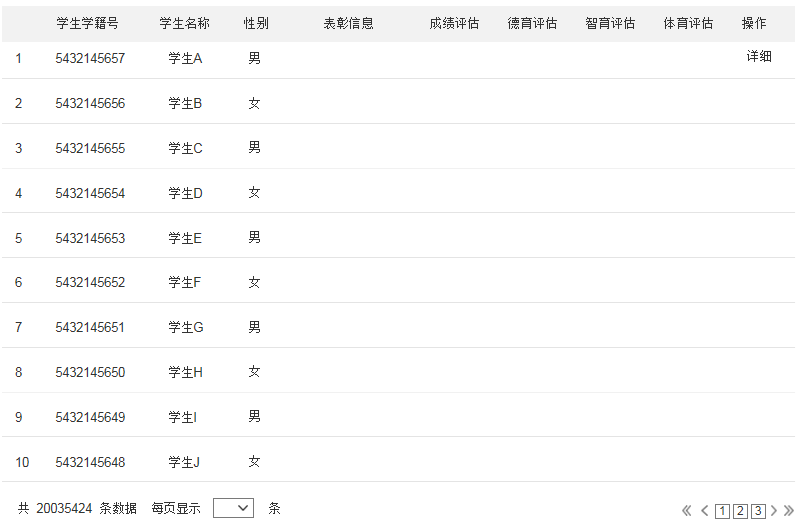 学生学籍号 学生名称 性别 表彰信息 成绩评估 德育评估 智育评估 体育评估 操作
1 5432145657 学生A 男 详细
2 5432145656 学生B 女
3 5432145655 学生C 男
4 5432145654 学生D 女
5 5432145653 学生E 男
6 5432145652 学生F 女
7 5432145651 学生G 男
8 5432145650 学生H 女
9 5432145649 学生I 男
10 5432145648 学生J 女
共 20035424 条数据 每页显示 条 1 2 3